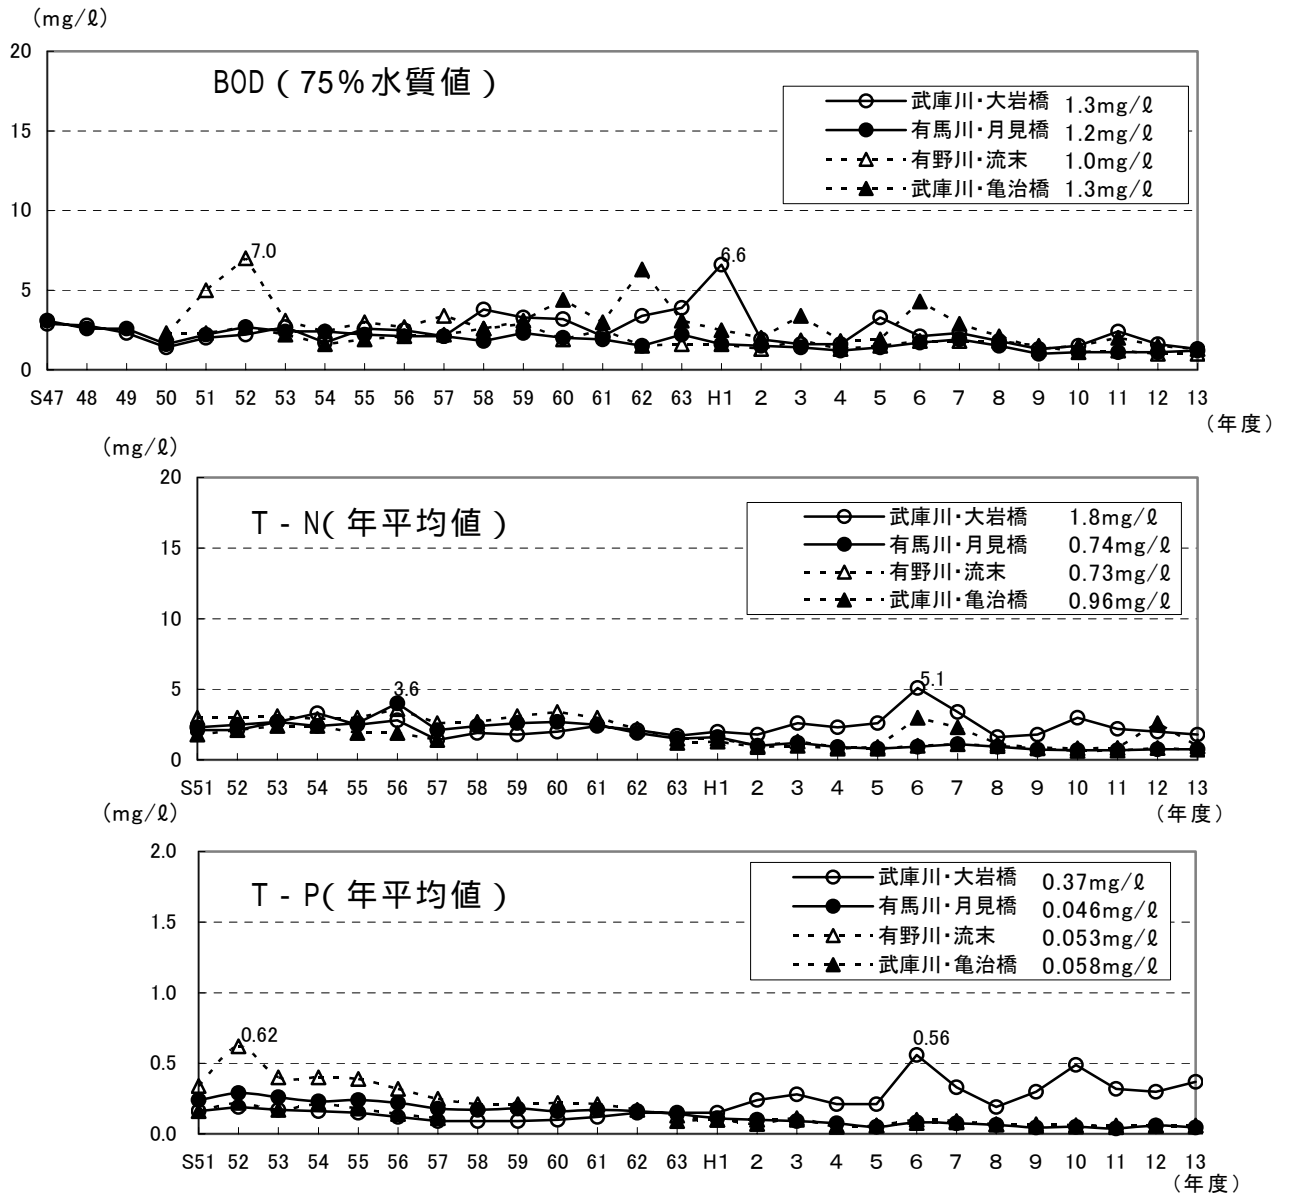 (mg/ℓ)
BOD(75%水質値)
20
15
10
5
0
武庫川・大岩橋 1.3mg/ℓ
有馬川・月見橋 1.2mg/ℓ
有野川・流末 1.0mg/ℓ
武庫川・亀治橋 1.3mg/ℓ
7.0
6.6
S47 48 49 50 51 52 53 54 55 56 57 58 59 60 61 62 63 H1 2 3 4 5 6 7 8 9 10 11 12 13
(年度)
(mg/ℓ)
T-N(年平均値)
20
15
10
5
0
武庫川・大岩橋 1.8mg/ℓ
有馬川・月見橋 0.74mg/ℓ
有野川・流末 0.73mg/ℓ
武庫川・亀治橋 0.96mg/ℓ
3.6
5.1
S51 52 53 54 55 56 57 58 59 60 61 62 63 H1 2 3 4 5 6 7 8 9 10 11 12 13
(年度)
(mg/ℓ)
T-P(年平均値)
2.0
1.5
1.0
0.5
0.0
武庫川・大岩橋 0.37mg/ℓ
有馬川・月見橋 0.046mg/ℓ
有野川・流末 0.053mg/ℓ
武庫川・亀治橋 0.058mg/ℓ
0.62
0.56
S51 52 53 54 55 56 57 58 59 60 61 62 63 H1 2 3 4 5 6 7 8 9 10 11 12 13
(年度)